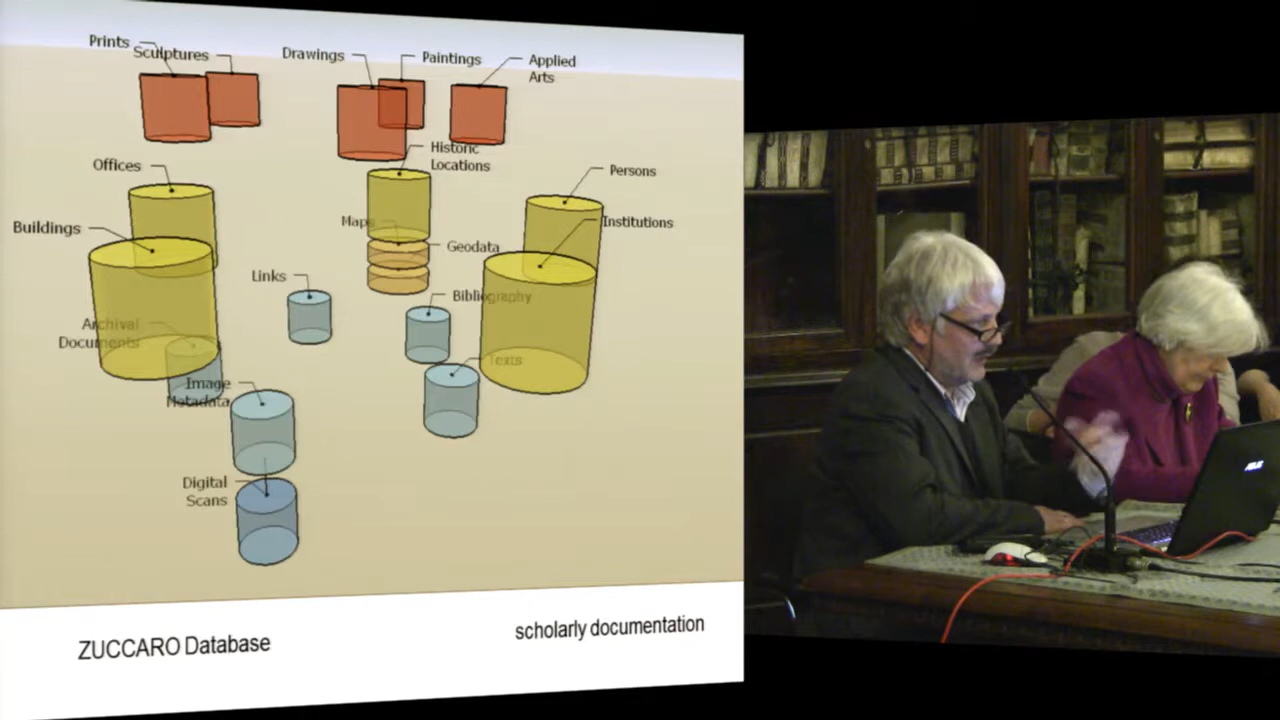 Prints
Sculptures
Drawings
Paintings
Applied
Arts
Historic
Locations
Offices
Persons
Buildings
Maps
Institutions
Geodata
Links
Bibliography
Archival
Documents
Texts
Image
Metadata
Digital
Scans
ZUCCARO Database
scholarly documentation
ASUS